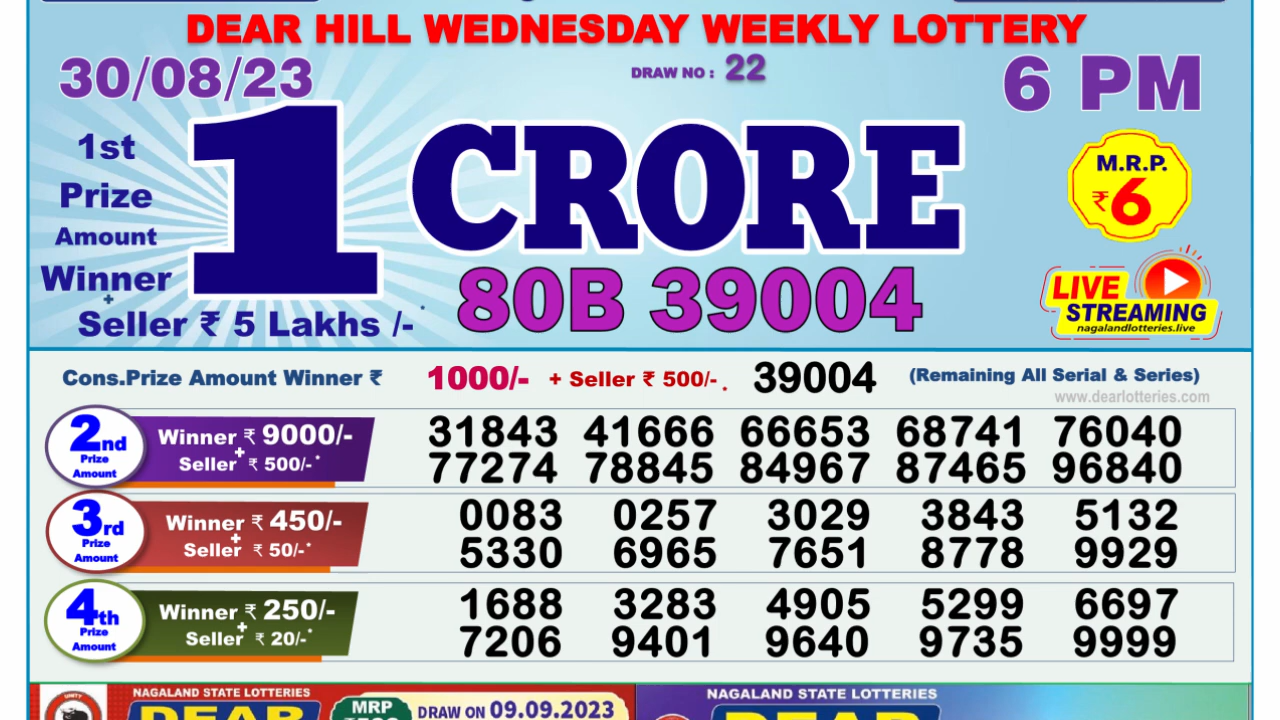 DEAR HILL WEDNESDAY WEEKLY LOTTERY
30/08/23
DRAW NO : 22
6 PM
1st
Prize
Amount
Winner
+
Seller ₹ 5 Lakhs /-
1 CRORE
80B 39004
M.R.P.
₹6
LIVE
STREAMING
nagalandlotteries.live
Cons.Prize Amount Winner ₹ 1000/- + Seller ₹ 500/- . 39004 (Remaining All Serial & Series)
www.dearlotteries.com
2nd
Prize
Amount
Winner ₹ 9000/-
+
Seller ₹ 500/-*
31843 41666 66653 68741 76040
77274 78845 84967 87465 96840
3rd
Prize
Amount
Winner ₹ 450/-
+
Seller ₹ 50/-*
0083 0257 3029 3843 5132
5330 6965 7651 8778 9929
4th
Prize
Amount
Winner ₹ 250/-
+
Seller ₹ 20/-*
1688 3283 4905 5299 6697
7206 9401 9640 9735 9999
UNITY
NAGALAND STATE LOTTERIES
DEAR
MRP
DRAW ON 09.09.2023
NAGALAND STATE LOTTERIES
DEAR